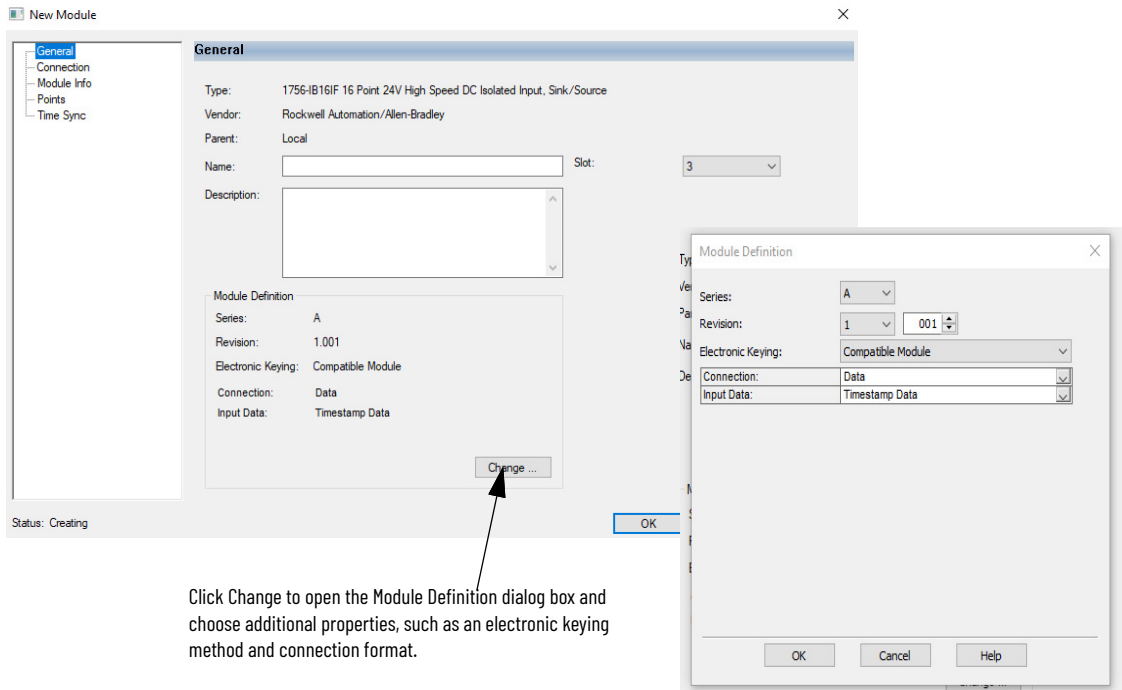 New Module
General
Connection
Module Info
Points
Time Sync
General
Type: 1756-IB16IF 16 Point 24V High Speed DC Isolated Input, Sink/Source
Vendor: Rockwell Automation/Allen-Bradley
Parent: Local
Name: Slot: 3
Description:
Module Definition
Series: A
Revision: 1.001
Electronic Keying: Compatible Module
Connection: Data
Input Data: Timestamp Data
Change ...
Status: Creating
OK
Module Definition
Series: A
Revision: 1 001
Electronic Keying: Compatible Module
Connection: Data
Input Data: Timestamp Data
OK Cancel Help
Click Change to open the Module Definition dialog box and
choose additional properties, such as an electronic keying
method and connection format.